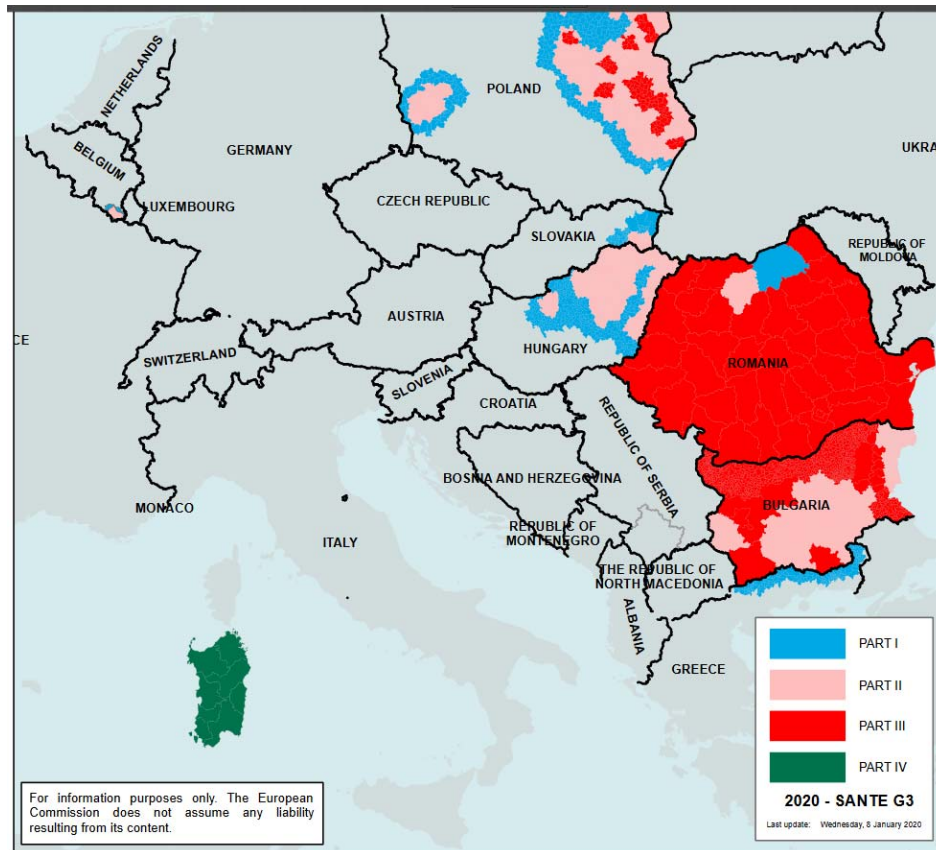 NETHERLANDS
POLAND
BELGIUM
GERMANY
UKRA
LUXEMBOURG
CZECH REPUBLIC
SLOVAKIA
REPUBLIC OF
MOLDOVA
AUSTRIA
CE
SWITZERLAND
HUNGARY
ROMANIA
SLOVENIA
CROATIA
REPUBLIC OF SERBIA
BOSNIA AND HERZEGOVINA
BULGARIA
MONACO
REPUBLIC OF
MONTENEGRO
ITALY
THE REPUBLIC OF
NORTH MACEDONIA
ALBANIA
GREECE
PART I
PART II
PART III
PART IV
2020 - SANTE G3
Last update: Wednesday, 8 January 2020
For information purposes only. The European
Commission does not assume any liability
resulting from its content.